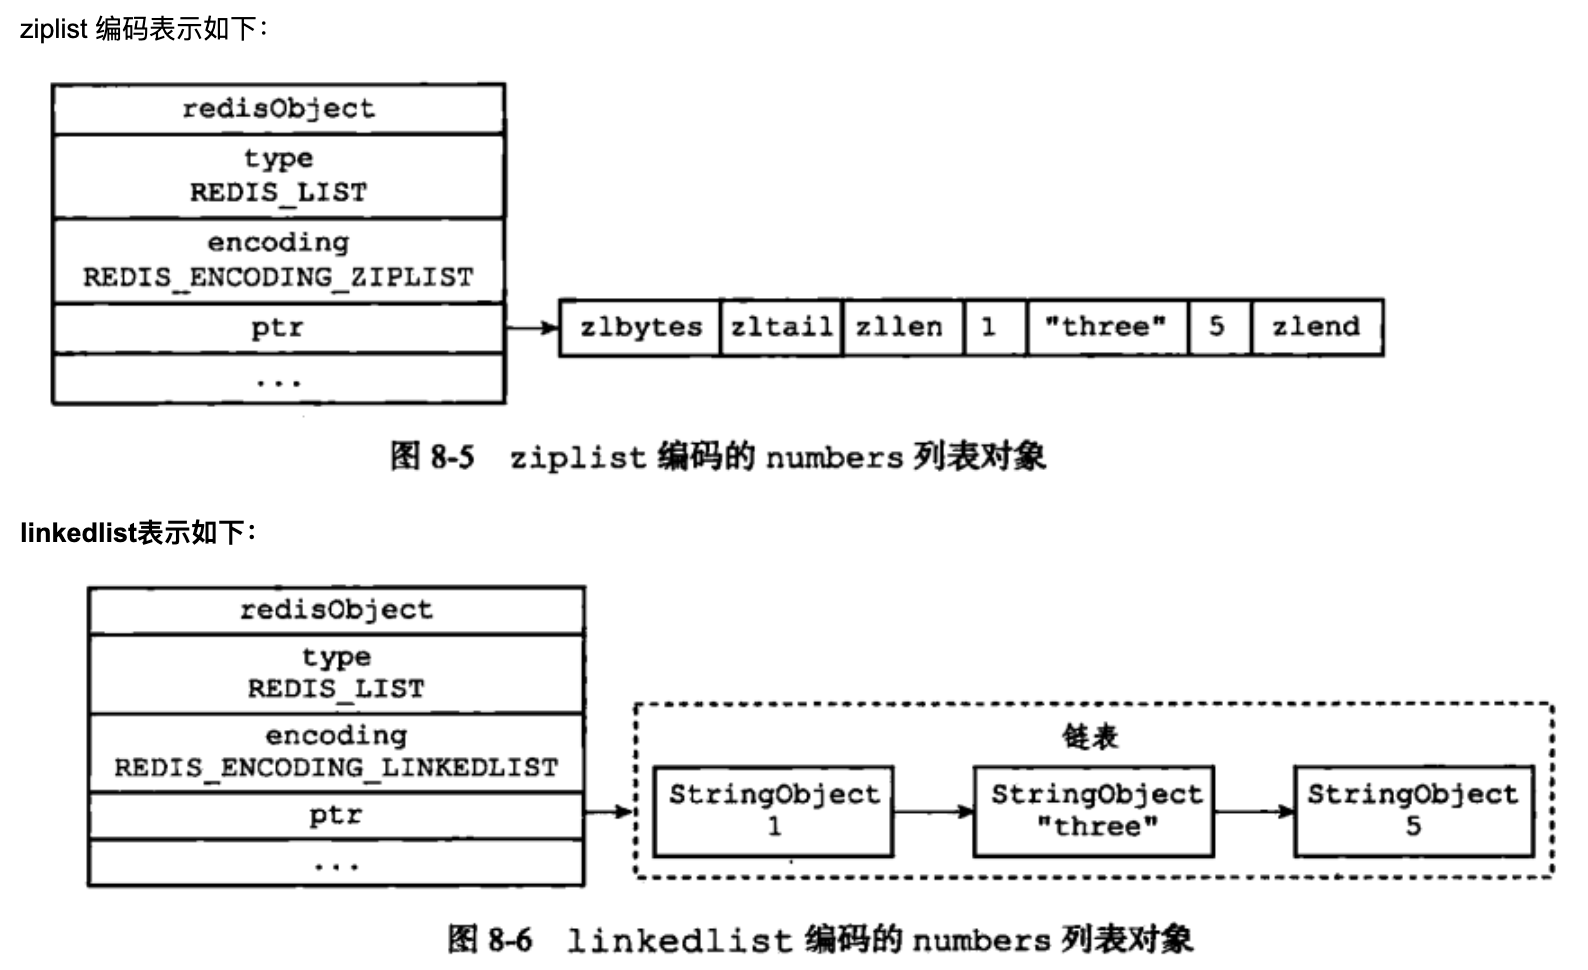 ziplist 编码表示如下：
redisObject
type
REDIS_LIST
encoding
REDIS_ENCODING_ZIPLIST
ptr
...
zlbytes zltail zllen 1 "three" 5 zlend
图 8-5 ziplist 编码的 numbers 列表对象
linkedlist表示如下：
redisObject
type
REDIS_LIST
encoding
REDIS_ENCODING_LINKEDLIST
ptr
...
链表
StringObject
1
StringObject
"three"
StringObject
5
图 8-6 linkedlist 编码的 numbers 列表对象